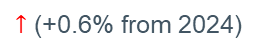 ↑ (+0.6% from 2024)